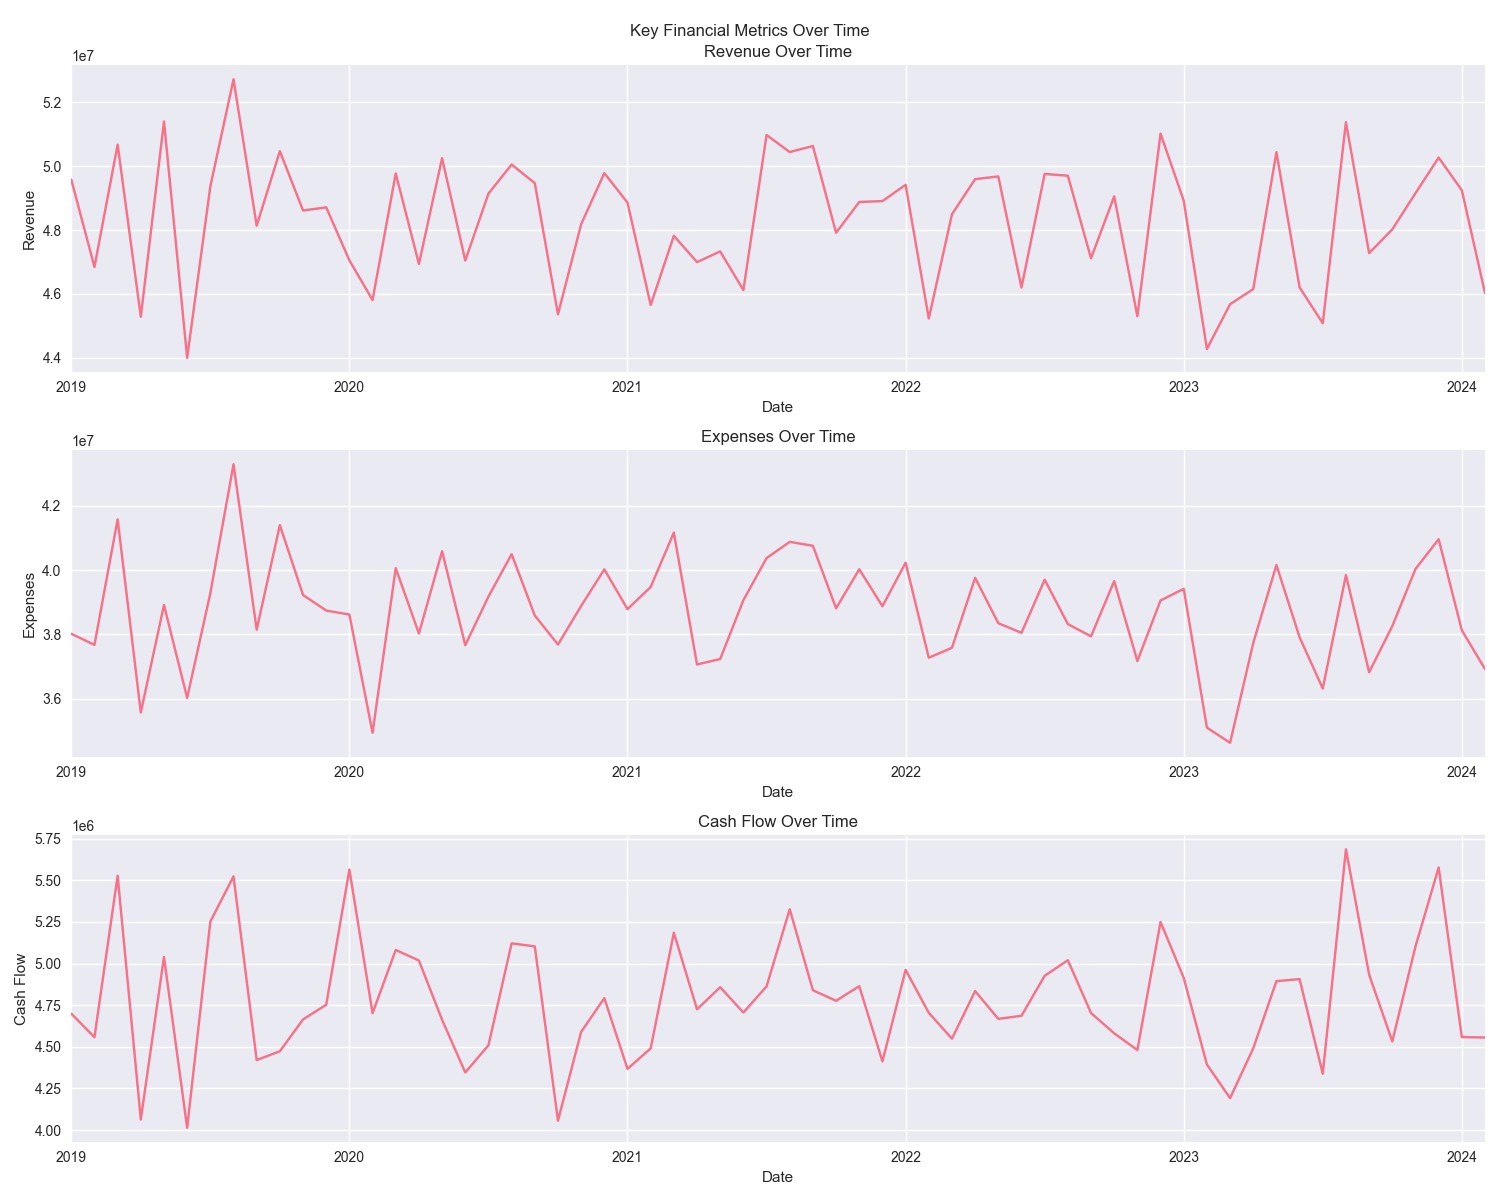 Key Financial Metrics Over Time
Revenue Over Time
1e7
5.2
5.0
4.8
4.6
4.4
Revenue
2019 2020 2021 2022 2023 2024
Date
Expenses Over Time
1e7
4.2
4.0
3.8
3.6
Expenses
2019 2020 2021 2022 2023 2024
Date
Cash Flow Over Time
1e6
5.75
5.50
5.25
5.00
4.75
4.50
4.25
4.00
Cash Flow
2019 2020 2021 2022 2023 2024
Date